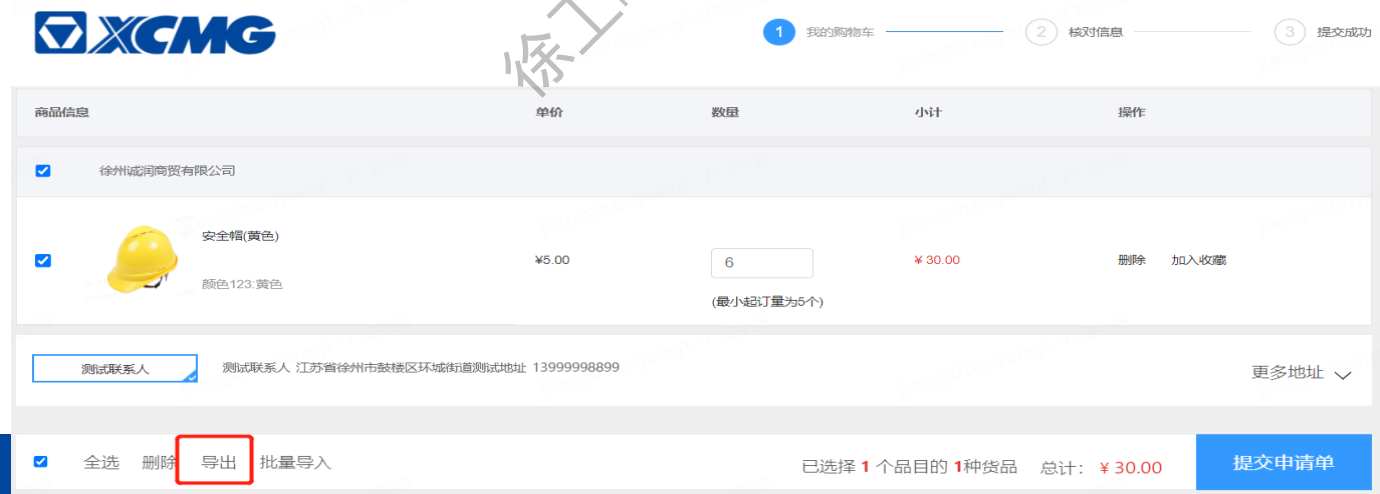 XCMG
徐工
1 我的购物车
2 核对信息
3 提交成功
商品信息 单价 数量 小计 操作
徐州诚润商贸有限公司
安全帽(黄色)
颜色123:黄色
¥5.00
6
(最小起订量为5个)
¥ 30.00
删除 加入收藏
测试联系人
测试联系人 江苏省徐州市鼓楼区环城街道测试地址 13999998899
更多地址
全选 删除 导出 批量导入
已选择 1 个品目的 1种货品 总计: ¥ 30.00
提交申请单